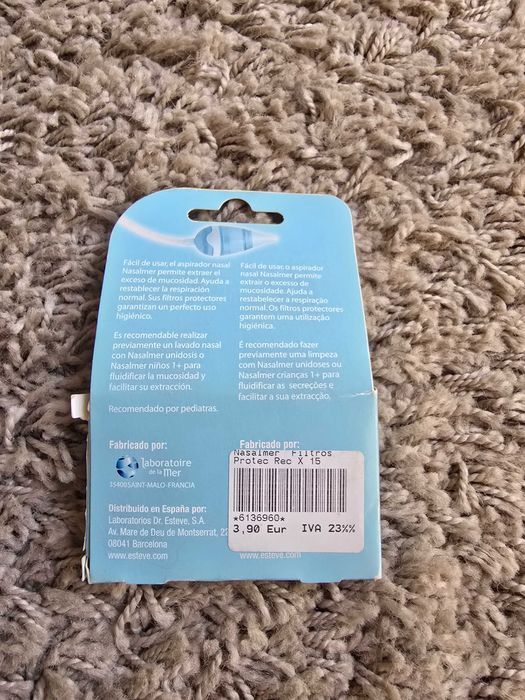 Fácil de usar, el aspirador nasal
Nasalmer permite extraer el
exceso de mucosidad. Ayuda a
restablecer la respiración
normal. Sus filtros protectores
garantizan un perfecto uso
higiénico.
Es recomendable realizar
previamente un lavado nasal
con Nasalmer unidosis o
Nasalmer niños 1+ para
fluidificar la mucosidad y
facilitar su extracción.
Recomendado por pediatras.
Fabricado por:
laboratoire
de la mer
35400 SAINT-MALO-FRANCIA
Distribuido en España por:
Laboratorios Dr. Esteve, S.A.
Av. Mare de Deu de Montserrat, 22
08041 Barcelona
www.esteve.com
Fácil de usar, o aspirador
nasal Nasalmer permite
extrair o excesso de
mucosidade. Ajuda a
restabelecer a respiração
normal. Os filtros protectores
garantem uma utilização
higiénica.
É recomendado fazer
previamente uma limpeza
com Nasalmer unidoses ou
Nasalmer crianças 1+ para
fluidificar as secreções e
facilitar a sua extracção.
Fabricado por:
Nasalmer Filtros
Protec Rec X 15
*6136960*
3,90 Eur IVA 23%%
www.esteve.com